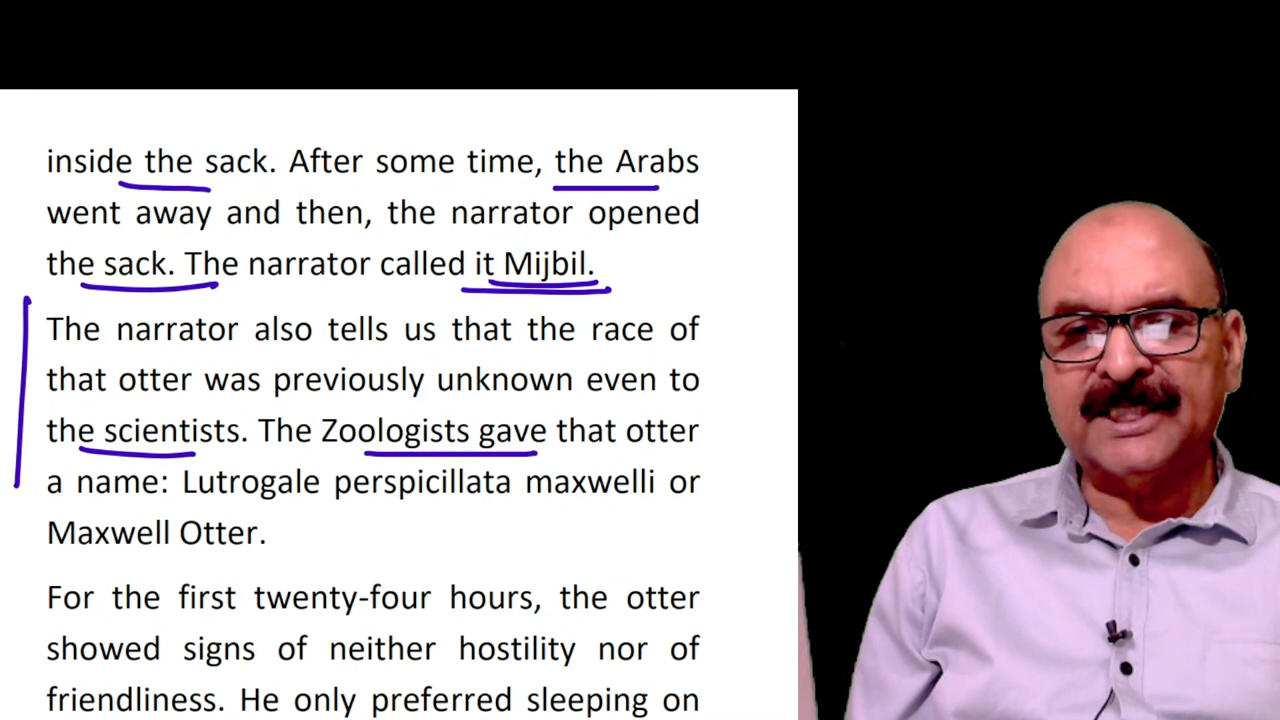 inside the sack. After some time, the Arabs
went away and then, the narrator opened
the sack. The narrator called it Mijbil.
The narrator also tells us that the race of
that otter was previously unknown even to
the scientists. The Zoologists gave that otter
a name: Lutrogale perspicillata maxwelli or
Maxwell Otter.
For the first twenty-four hours, the otter
showed signs of neither hostility nor of
friendliness. He only preferred sleeping on